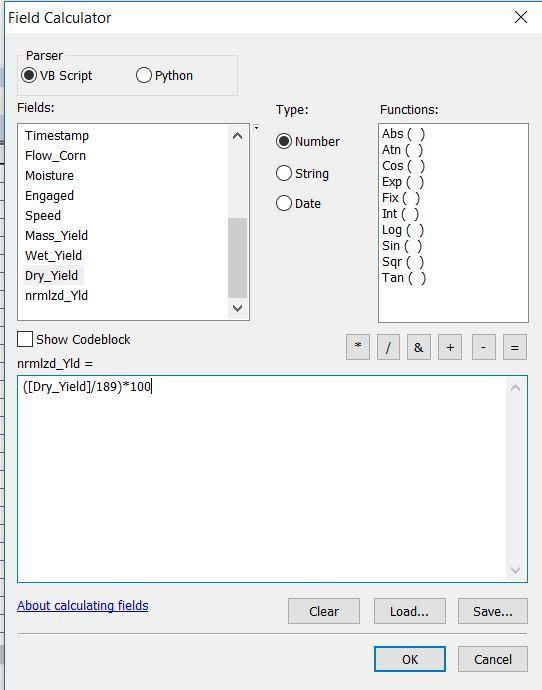 Field Calculator
Parser
VB Script Python
Fields: Type: Functions:
Timestamp
Flow_Corn
Moisture
Engaged
Speed
Mass_Yield
Wet_Yield
Dry_Yield
nrmlzd_Yld
Number
String
Date
Abs ( )
Atn ( )
Cos ( )
Exp ( )
Fix ( )
Int ( )
Log ( )
Sin ( )
Sqr ( )
Tan ( )
Show Codeblock
* / & + - =
nrmlzd_Yld =
([Dry_Yield]/189)*100
About calculating fields Clear Load... Save...
OK Cancel